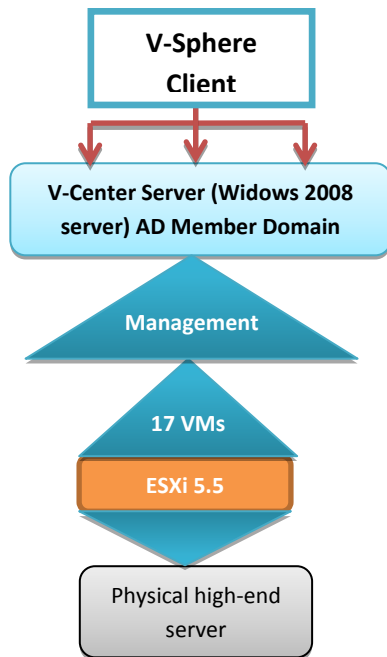 V-Sphere
Client
V-Center Server (Widows 2008
server) AD Member Domain
Management
17 VMs
ESXi 5.5
Physical high-end
server